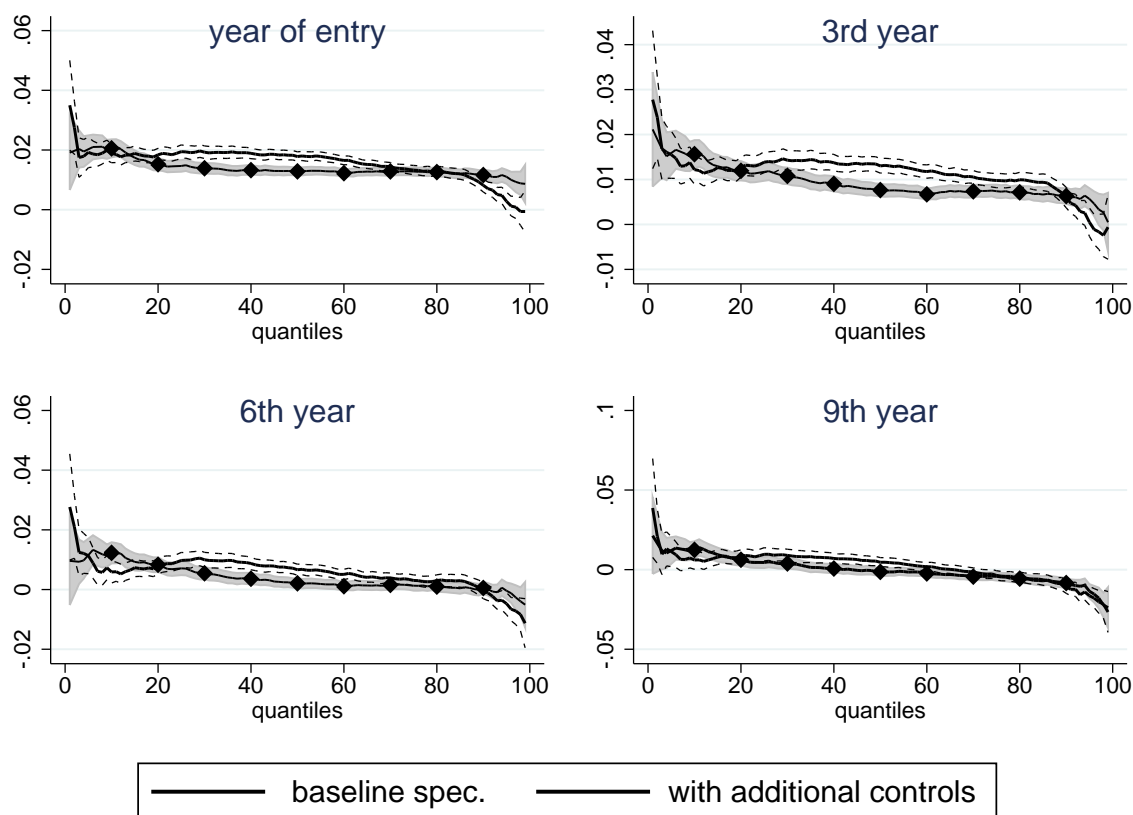 year of entry
.06
.04
.02
0
-.02
0 20 40 60 80 100
quantiles
3rd year
.04
.03
.02
.01
0
-.01
0 20 40 60 80 100
quantiles
6th year
.06
.04
.02
0
-.02
0 20 40 60 80 100
quantiles
9th year
.1
.05
0
-.05
0 20 40 60 80 100
quantiles
baseline spec. with additional controls